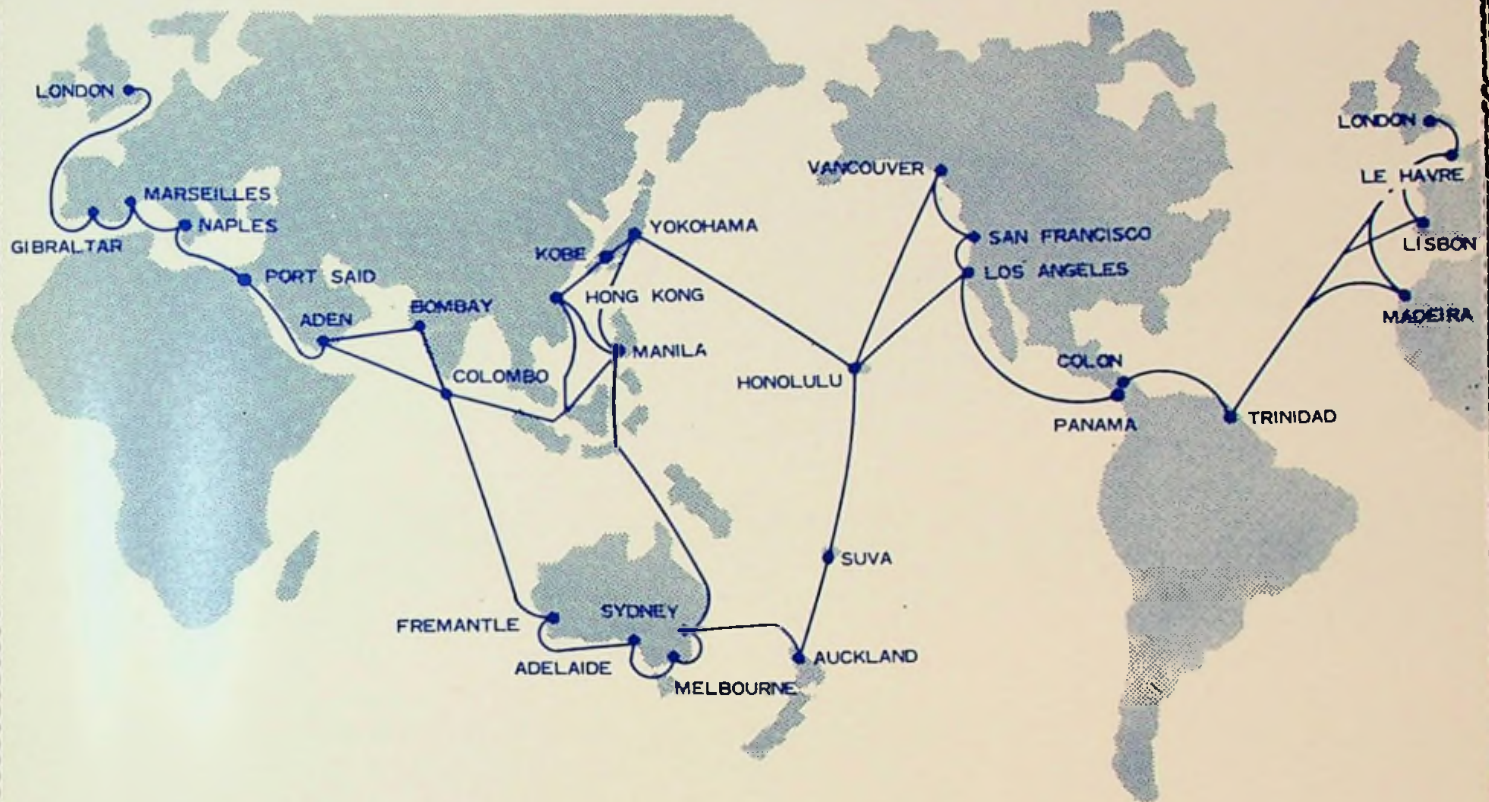 LONDON
MARSEILLES
NAPLES
GIBRALTAR
PORT SAID
ADEN
BOMBAY
COLOMBO
KOBE
YOKOHAMA
HONG KONG
MANILA
FREMANTLE
ADELAIDE
SYDNEY
MELBOURNE
AUCKLAND
SUVA
HONOLULU
VANCOUVER
SAN FRANCISCO
LOS ANGELES
COLON
PANAMA
TRINIDAD
LONDON
LE HAVRE
LISBON
MADEIRA